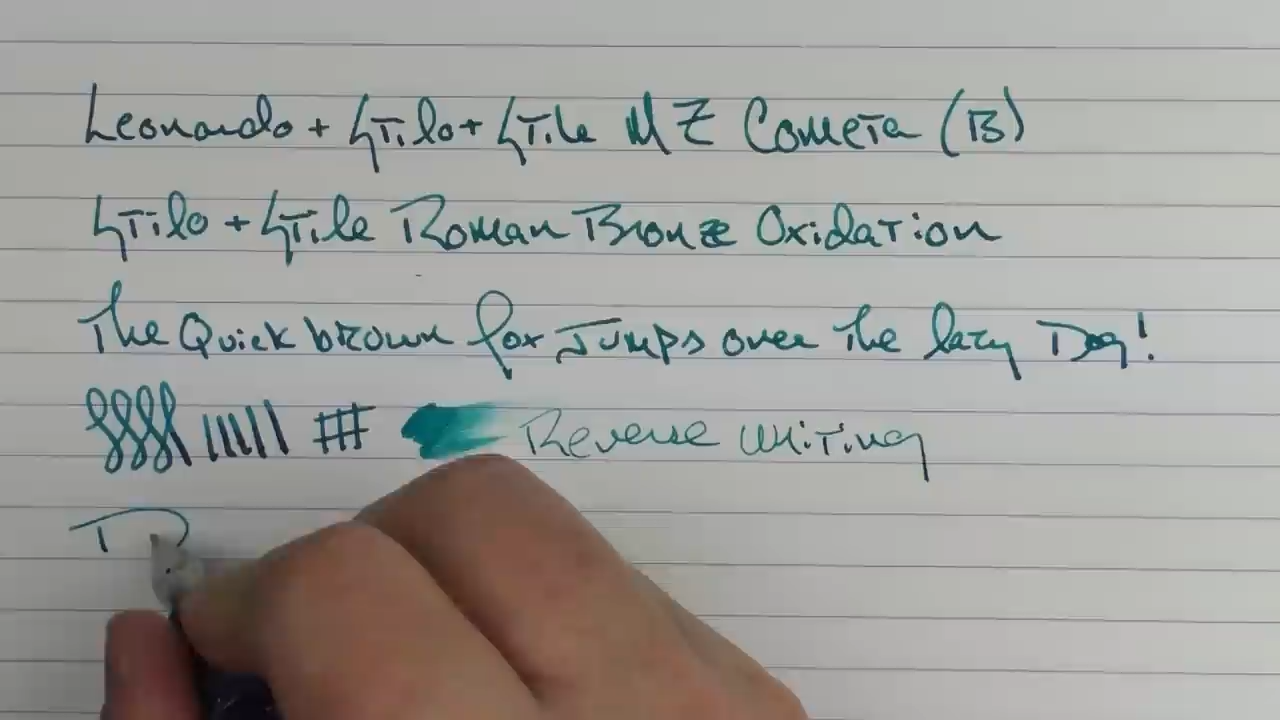 Leonardo + Stilo + Stile MZ Cometa (B)
Stilo + Stile Roman Bronze Oxidation
The Quick brown fox Jumps over The lazy Dog!
Reverse Writing